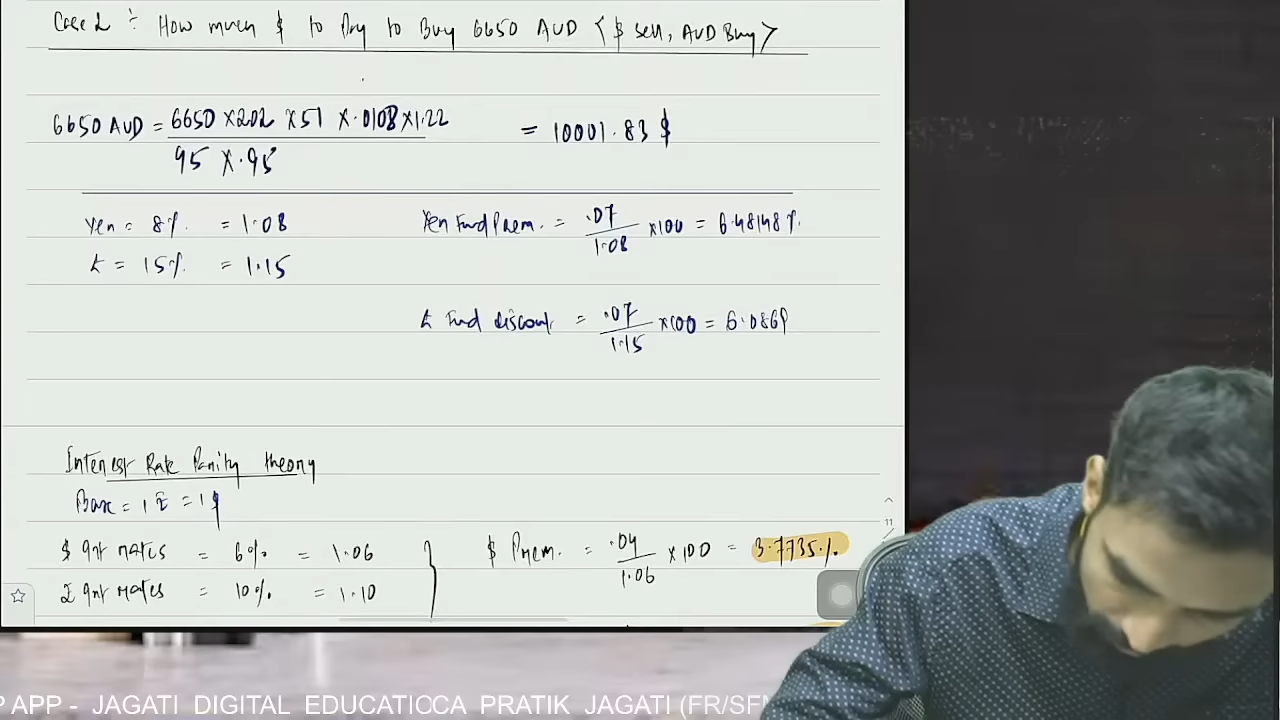 Case 2 :- How much $ to Pay to Buy 6650 AUD <$ Sell, AUD Buy>
6650 AUD = 6650 x 202 x 51 x .0108 x 1.22 = 10001.83 $
95 x .95
Yen = 8% = 1.08
Yen Fwd Prem. = .07 x 100 = 6.48148%
1.08
£ = 15% = 1.15
£ Fwd discount = .07 x 100 = 6.0869
1.15
Interest Rate Parity theory
Base = 1£ = 1$
$ Int rates = 6% = 1.06
£ Int rates = 10% = 1.10
$ Prem. = .04 x 100 = 3.7735%
1.06
11
P APP - JAGATI DIGITAL EDUCATICCA PRATIK JAGATI (FR/SFM